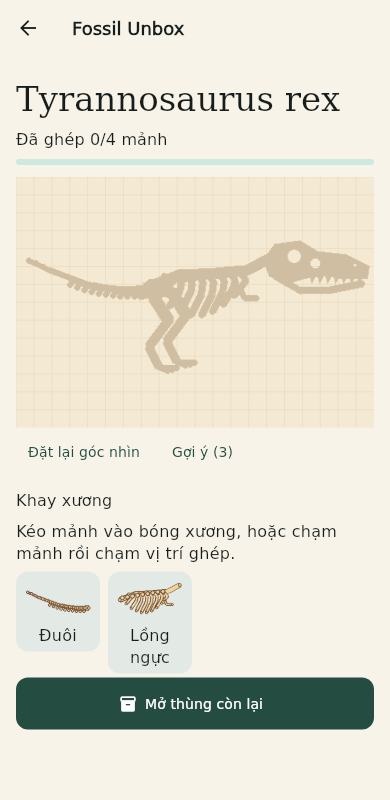 Fossil Unbox
Tyrannosaurus rex
Đã ghép 0/4 mảnh
Đặt lại góc nhìn
Gợi ý (3)
Khay xương
Kéo mảnh vào bóng xương, hoặc chạm
mảnh rồi chạm vị trí ghép.
Đuôi
Lồng
ngực
Mở thùng còn lại